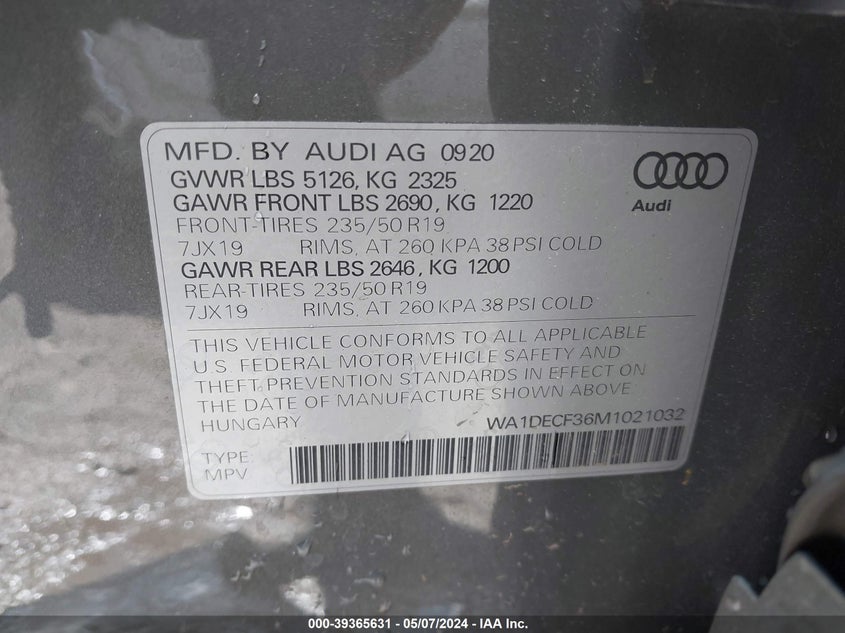 MFD. BY AUDI AG 0920
GVWR LBS 5126, KG 2325
GAWR FRONT LBS 2690, KG 1220
FRONT-TIRES 235/50 R19
7JX19 RIMS, AT 260 KPA 38 PSI COLD
GAWR REAR LBS 2646, KG 1200
REAR-TIRES 235/50 R19
7JX19 RIMS, AT 260 KPA 38 PSI COLD
Audi
THIS VEHICLE CONFORMS TO ALL APPLICABLE
U.S. FEDERAL MOTOR VEHICLE SAFETY AND
THEFT PREVENTION STANDARDS IN EFFECT ON
THE DATE OF MANUFACTURE SHOWN ABOVE
HUNGARY WA1DECF36M1021032
TYPE:
MPV
000-39365631 - 05/07/2024 - IAA Inc.